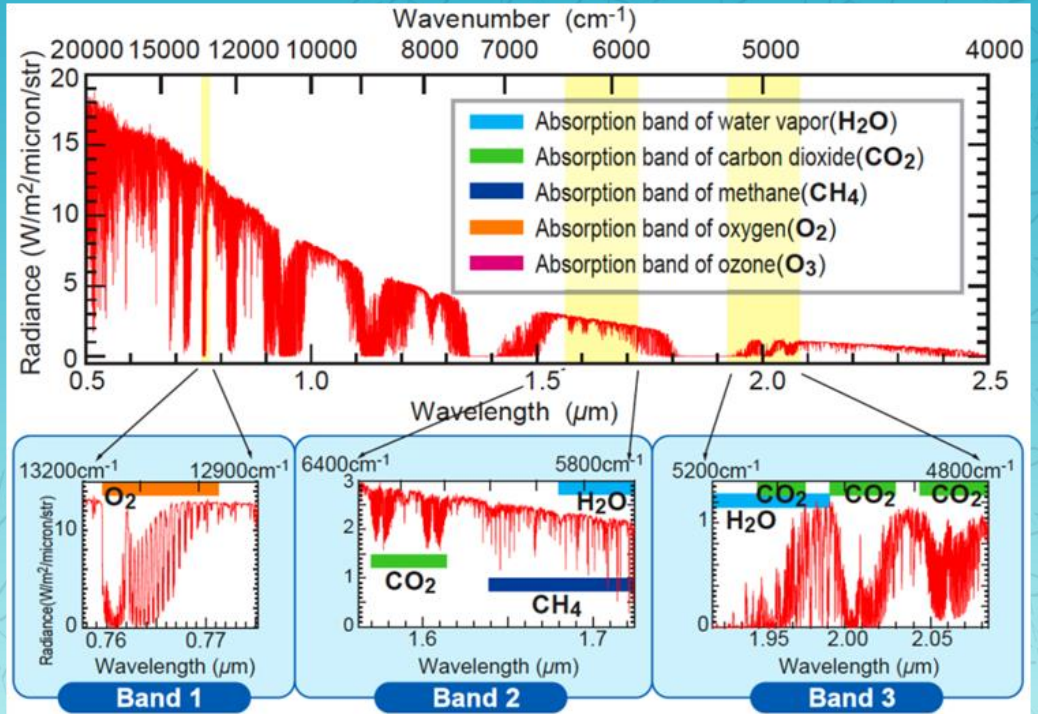 Wavenumber (cm-1)
20000 15000 12000 10000 8000 7000 6000 5000 4000
Radiance (W/m2/micron/str)
20
15
10
5
0
Absorption band of water vapor(H2O)
Absorption band of carbon dioxide(CO2)
Absorption band of methane(CH4)
Absorption band of oxygen(O2)
Absorption band of ozone(O3)
0.5 1.0 1.5 2.0 2.5
Wavelength (µm)
13200cm-1 12900cm-1
O2
Radiance(W/m2/micron/str)
10
0
0.76 0.77
Wavelength (µm)
Band 1
6400cm-1 5800cm-1
3
2
1
0
H2O
CO2
CH4
1.6 1.7
Wavelength (µm)
Band 2
5200cm-1 4800cm-1
CO2 CO2 CO2
H2O
1
0
1.95 2.00 2.05
Wavelength (µm)
Band 3